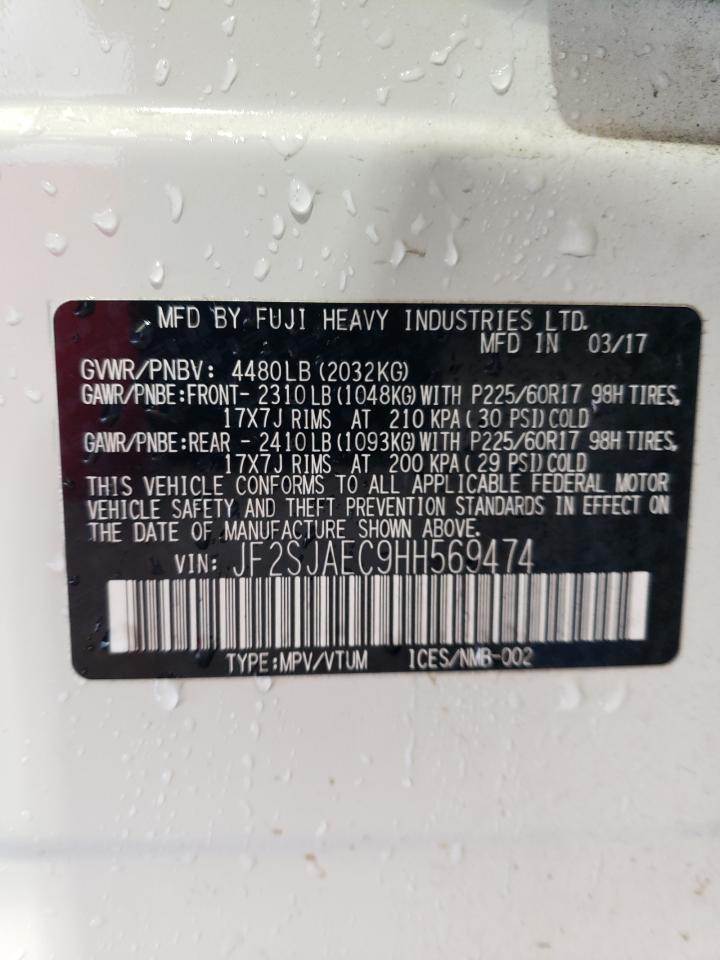 MFD BY FUJI HEAVY INDUSTRIES LTD.
MFD IN 03/17
GVWR/PNBV: 4480LB (2032KG)
GAWR/PNBE:FRONT- 2310LB (1048KG) WITH P225/60R17 98H TIRES,
17X7J RIMS AT 210 KPA ( 30 PSI) COLD
GAWR/PNBE:REAR - 2410LB (1093KG) WITH P225/60R17 98H TIRES,
17X7J RIMS AT 200 KPA ( 29 PSI) COLD
THIS VEHICLE CONFORMS TO ALL APPLICABLE FEDERAL MOTOR
VEHICLE SAFETY AND THEFT PREVENTION STANDARDS IN EFFECT ON
THE DATE OF MANUFACTURE SHOWN ABOVE.
VIN: JF2SJAEC9HH569474
TYPE:MPV/VTUM ICES/NMB-002